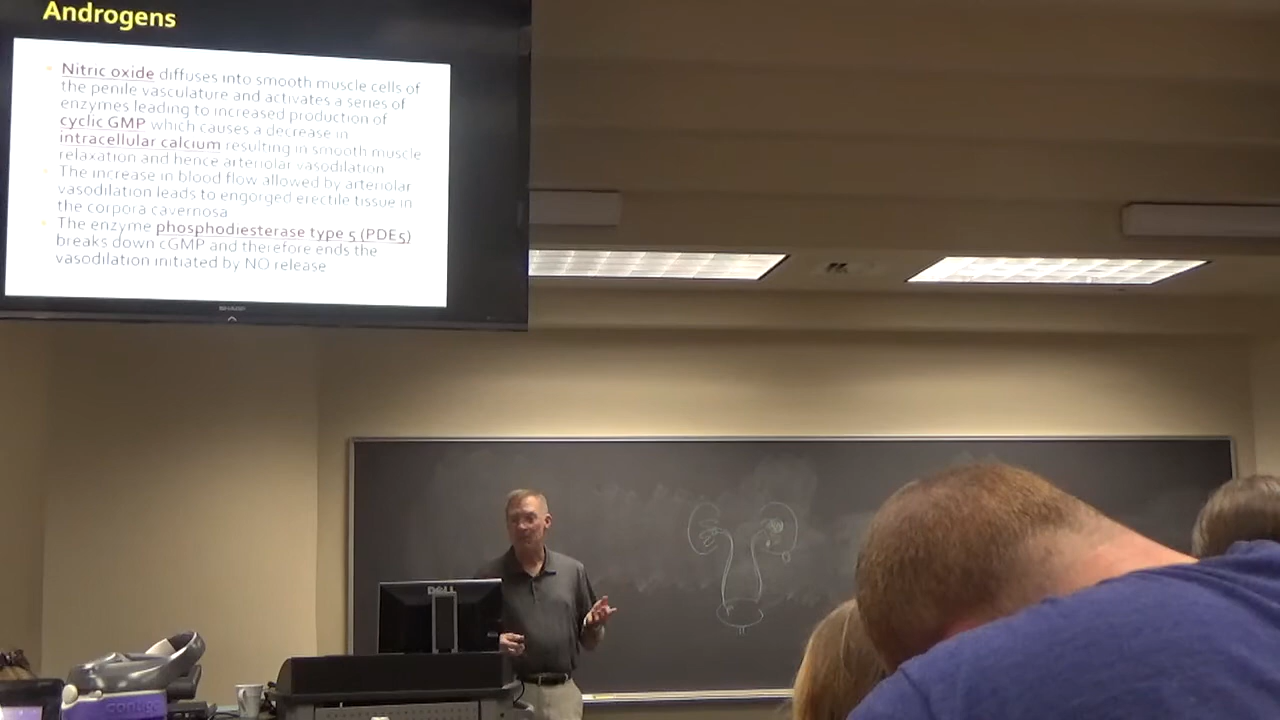 Androgens
Nitric oxide diffuses into smooth muscle cells of
the penile vasculature and activates a series of
enzymes leading to increased production of
cyclic GMP which causes a decrease in
intracellular calcium resulting in smooth muscle
relaxation and hence arteriolar vasodilation
The increase in blood flow allowed by arteriolar
vasodilation leads to engorged erectile tissue in
the corpora cavernosa
The enzyme phosphodiesterase type 5 (PDE5)
breaks down cGMP and therefore ends the
vasodilation initiated by NO release
SHARP
DELL
contigo